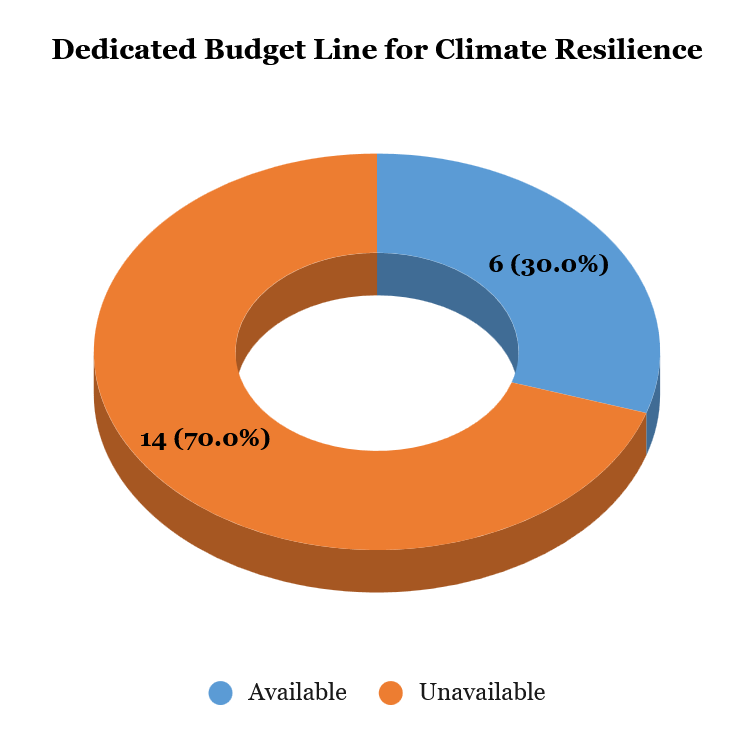 Dedicated Budget Line for Climate Resilience
6 (30.0%)
14 (70.0%)
Available
Unavailable